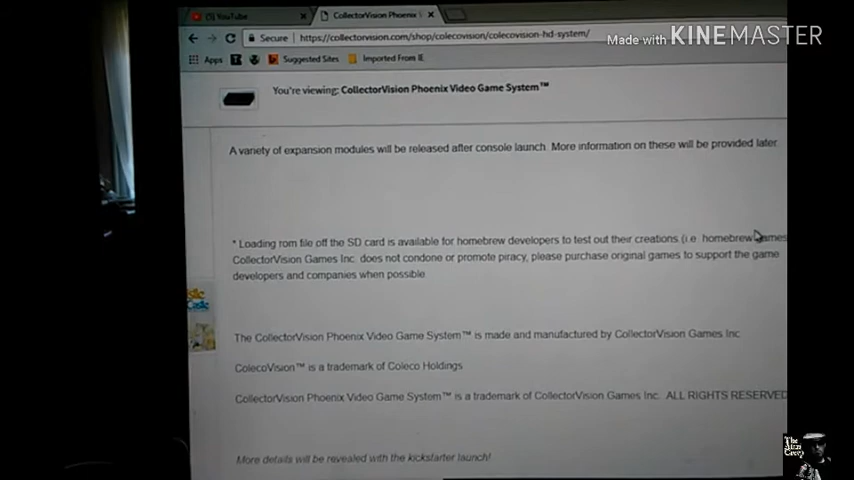 (5) YouTube
CollectorVision Phoenix
Secure https://collectorvision.com/shop/colecovision/colecovision-hd-system/
Made with KINEMASTER
Apps Suggested Sites Imported From IE
You're viewing: CollectorVision Phoenix Video Game System™
A variety of expansion modules will be released after console launch. More information on these will be provided later.
* Loading rom file off the SD card is available for homebrew developers to test out their creations (i.e. homebrew games
CollectorVision Games Inc. does not condone or promote piracy, please purchase original games to support the game
developers and companies when possible.
The CollectorVision Phoenix Video Game System™ is made and manufactured by CollectorVision Games Inc.
ColecoVision™ is a trademark of Coleco Holdings
CollectorVision Phoenix Video Game System™ is a trademark of CollectorVision Games Inc. ALL RIGHTS RESERVED
More details will be revealed with the kickstarter launch!
The